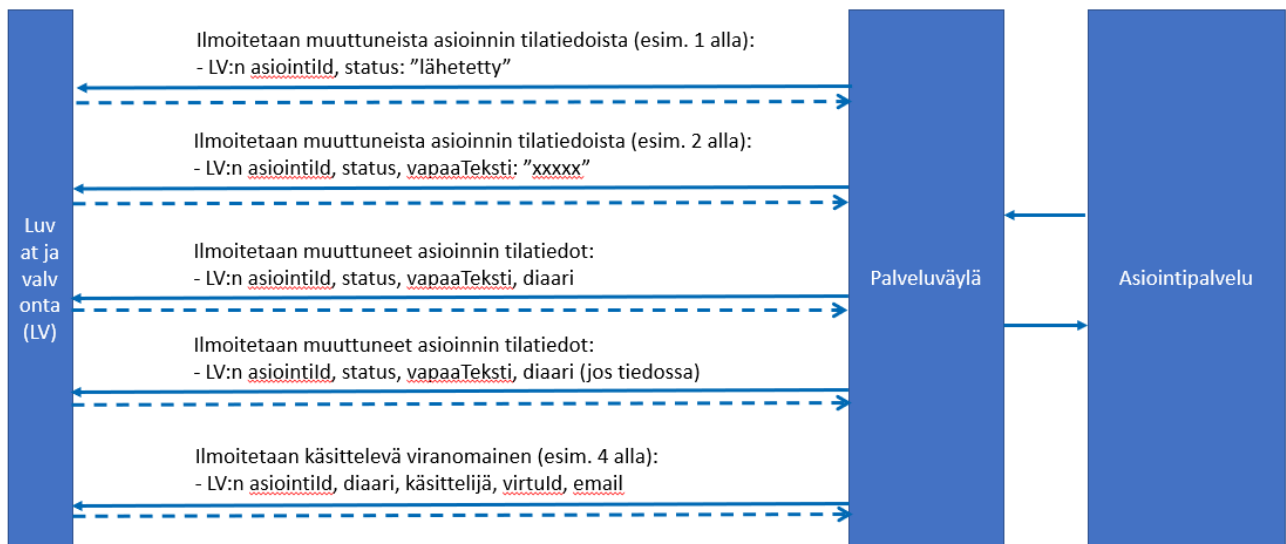 Ilmoitetaan muuttuneista asioinnin tilatiedoista (esim. 1 alla):
- LV:n asiointiId, status: ”lähetetty”
Ilmoitetaan muuttuneista asioinnin tilatiedoista (esim. 2 alla):
- LV:n asiointiId, status, vapaaTeksti: ”xxxxx”
Luv
at ja
valv
onta
(LV)
Ilmoitetaan muuttuneet asioinnin tilatiedot:
- LV:n asiointiId, status, vapaaTeksti, diaari
Palveluväylä
Asiointipalvelu
Ilmoitetaan muuttuneet asioinnin tilatiedot:
- LV:n asiointiId, status, vapaaTeksti, diaari (jos tiedossa)
Ilmoitetaan käsittelevä viranomainen (esim. 4 alla):
- LV:n asiointiId, diaari, käsittelijä, virtuId, email